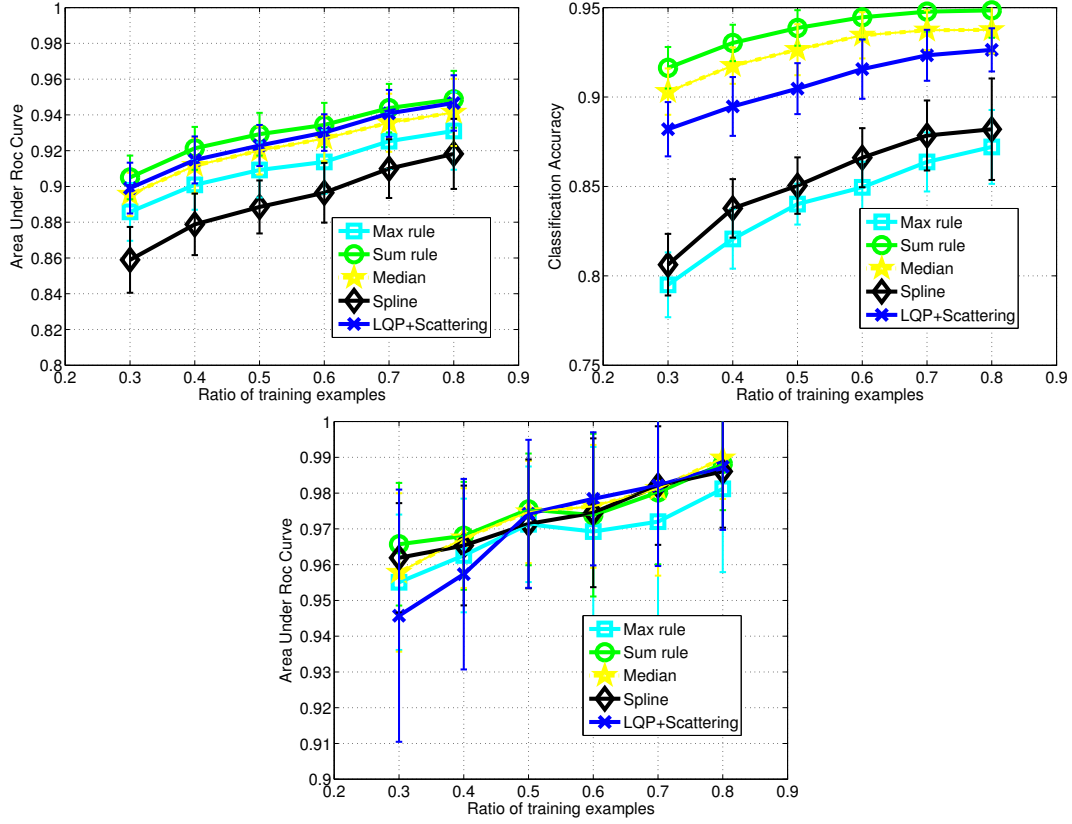 1
0.98
0.96
0.94
0.92
0.9
0.88
0.86
0.84
0.82
0.8
Area Under Roc Curve
0.2 0.3 0.4 0.5 0.6 0.7 0.8 0.9
Ratio of training examples
Max rule
Sum rule
Median
Spline
LQP+Scattering
0.95
0.9
0.85
0.8
0.75
Classification Accuracy
0.2 0.3 0.4 0.5 0.6 0.7 0.8 0.9
Ratio of training examples
Max rule
Sum rule
Median
Spline
LQP+Scattering
1
0.99
0.98
0.97
0.96
0.95
0.94
0.93
0.92
0.91
0.9
Area Under Roc Curve
0.2 0.3 0.4 0.5 0.6 0.7 0.8 0.9
Ratio of training examples
Max rule
Sum rule
Median
Spline
LQP+Scattering